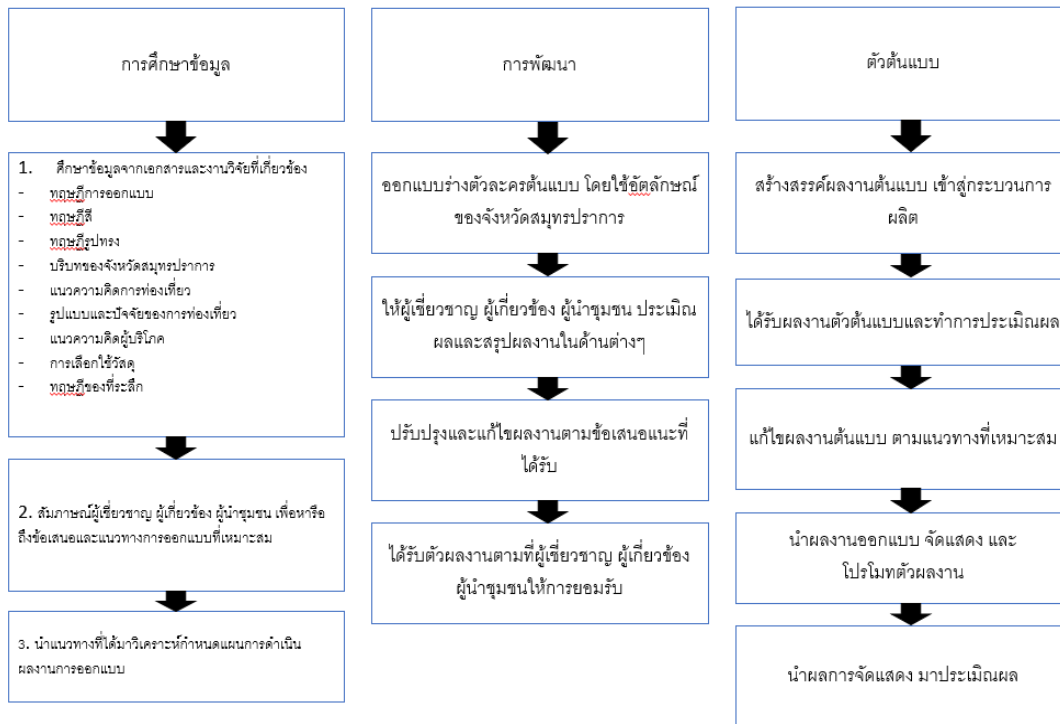 การศึกษาข้อมูล
1. ศึกษาข้อมูลจากเอกสารและงานวิจัยที่เกี่ยวข้อง
- ทฤษฎีการออกแบบ
- ทฤษฎีสี
- ทฤษฎีรูปทรง
- บริบทของจังหวัดสมุทรปราการ
- แนวความคิดการท่องเที่ยว
- รูปแบบและปัจจัยของการท่องเที่ยว
- แนวความคิดผู้บริโภค
- การเลือกใช้วัสดุ
- ทฤษฎีของที่ระลึก
2. สัมภาษณ์ผู้เชี่ยวชาญ ผู้เกี่ยวข้อง ผู้นำชุมชน เพื่อหารือ
ถึงข้อเสนอและแนวทางการออกแบบที่เหมาะสม
3. นำแนวทางที่ได้มาวิเคราะห์กำหนดแผนการดำเนิน
ผลงานการออกแบบ
การพัฒนา
ออกแบบร่างตัวละครต้นแบบ โดยใช้อัตลักษณ์
ของจังหวัดสมุทรปราการ
ให้ผู้เชี่ยวชาญ ผู้เกี่ยวข้อง ผู้นำชุมชน ประเมิน
ผลและสรุปผลงานในด้านต่างๆ
ปรับปรุงและแก้ไขผลงานตามข้อเสนอแนะที่
ได้รับ
ได้รับตัวผลงานตามที่ผู้เชี่ยวชาญ ผู้เกี่ยวข้อง
ผู้นำชุมชนให้การยอมรับ
ตัวต้นแบบ
สร้างสรรค์ผลงานต้นแบบ เข้าสู่กระบวนการ
ผลิต
ได้รับผลงานตัวต้นแบบและทำการประเมินผล
แก้ไขผลงานต้นแบบ ตามแนวทางที่เหมาะสม
นำผลงานออกแบบ จัดแสดง และ
โปรโมทตัวผลงาน
นำผลการจัดแสดง มาประเมินผล